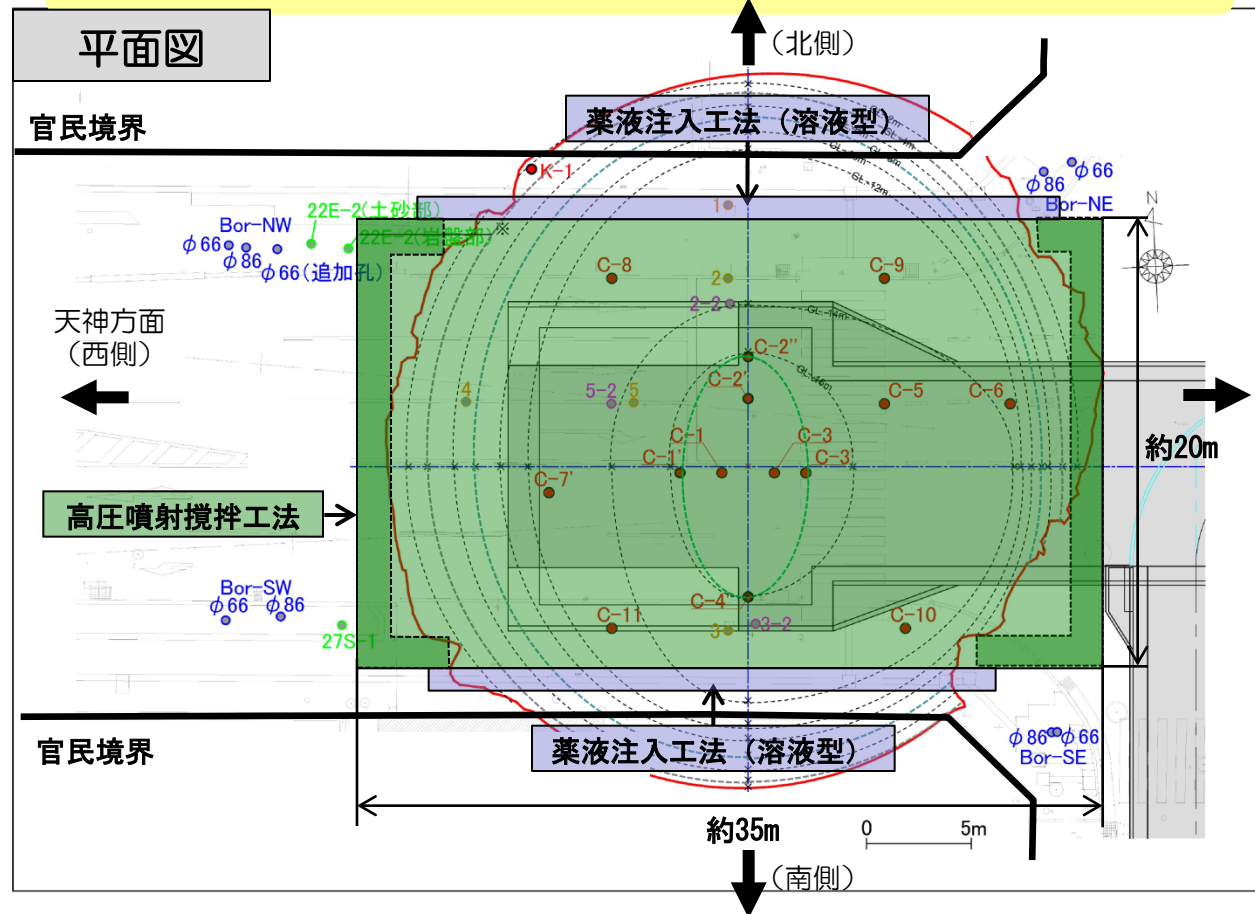 平面図
(北側)
官民境界
薬液注入工法（溶液型）
GL-12m
K-1
φ86
φ66
Bor-NE
N
1
22E-2(土砂部)
22E-2(岩盤部)
Bor-NW
φ66
φ86
φ66(追加孔)
C-8
2
C-9
2-2
GL-14m
天神方面
(西側)
C-2''
GL-16m
C-2'
4
5-2
5
C-5
C-6
約20m
C-1
C-3
C-1'
C-3'
C-7'
高圧噴射撹拌工法
Bor-SW
φ66
φ86
27S-1
C-4'
C-11
3
3-2
C-10
官民境界
薬液注入工法（溶液型）
φ86
φ66
Bor-SE
約35m
0
5m
(南側)